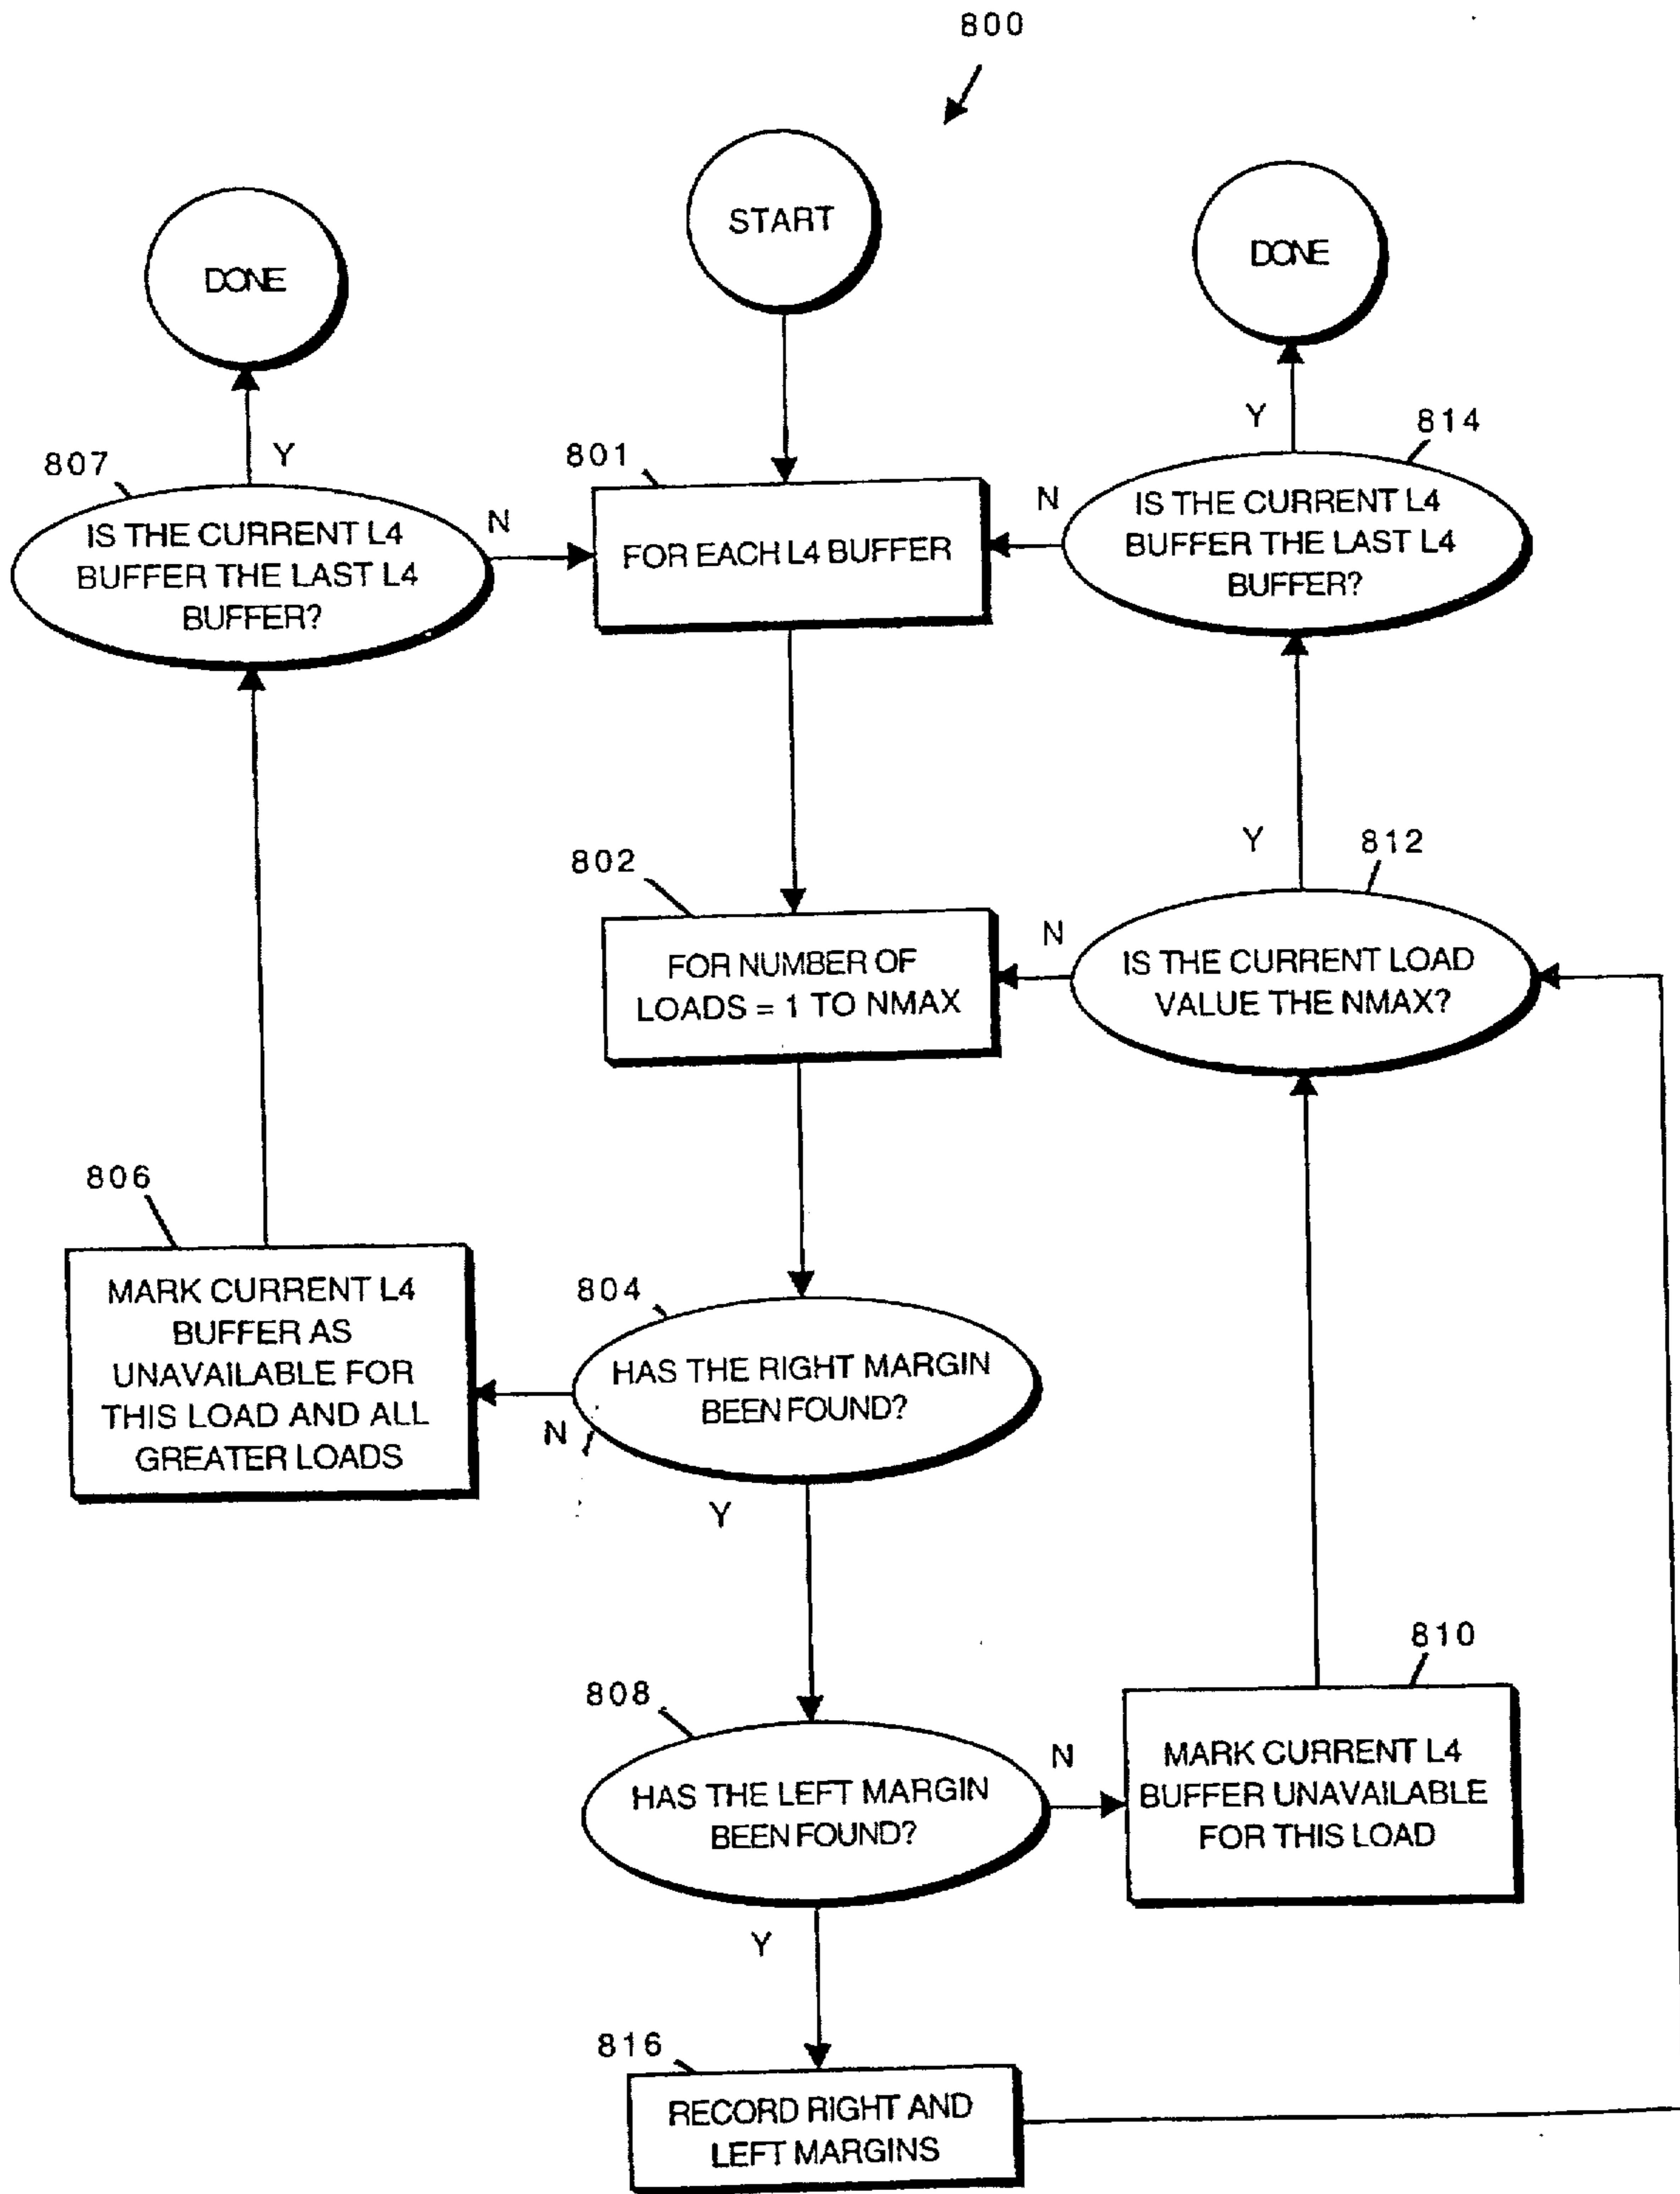 800
START
DONE
DONE
Y
Y
807
801
814
IS THE CURRENT L4
BUFFER THE LAST L4
BUFFER?
N
FOR EACH L4 BUFFER
N
IS THE CURRENT L4
BUFFER THE LAST L4
BUFFER?
802
Y
812
FOR NUMBER OF
LOADS = 1 TO NMAX
N
IS THE CURRENT LOAD
VALUE THE NMAX?
806
MARK CURRENT L4
BUFFER AS
UNAVAILABLE FOR
THIS LOAD AND ALL
GREATER LOADS
804
HAS THE RIGHT MARGIN
BEEN FOUND?
N
Y
808
HAS THE LEFT MARGIN
BEEN FOUND?
N
810
MARK CURRENT L4
BUFFER UNAVAILABLE
FOR THIS LOAD
Y
816
RECORD RIGHT AND
LEFT MARGINS